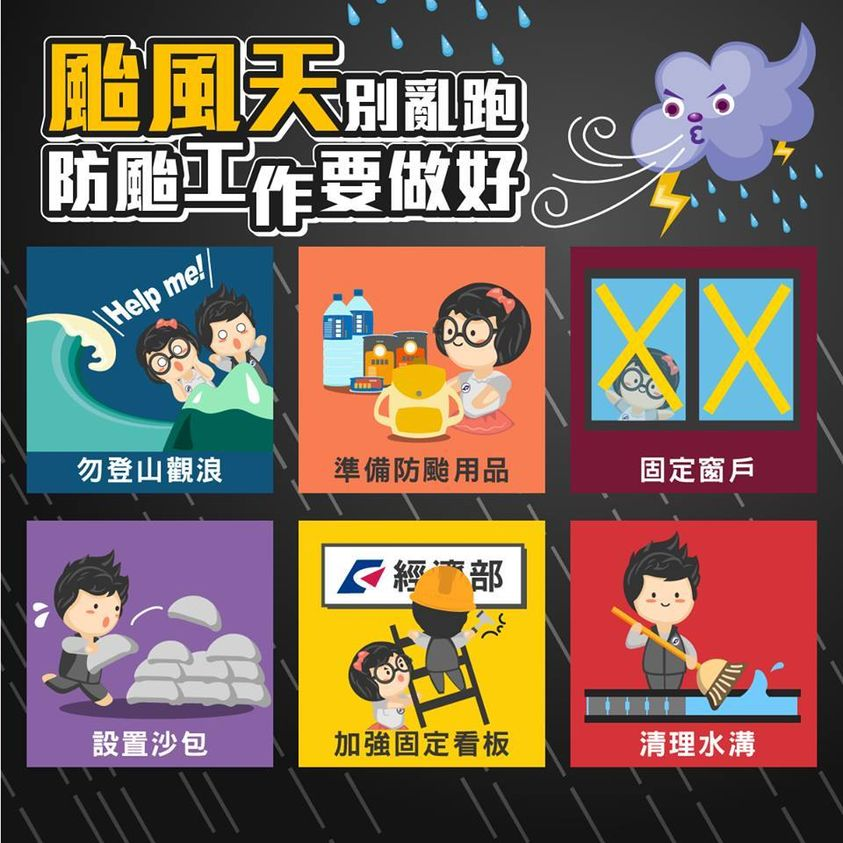 颱風天別亂跑
防颱工作要做好
Help me!
勿登山觀浪
準備防颱用品
固定窗戶
設置沙包
經濟部
加強固定看板
清理水溝